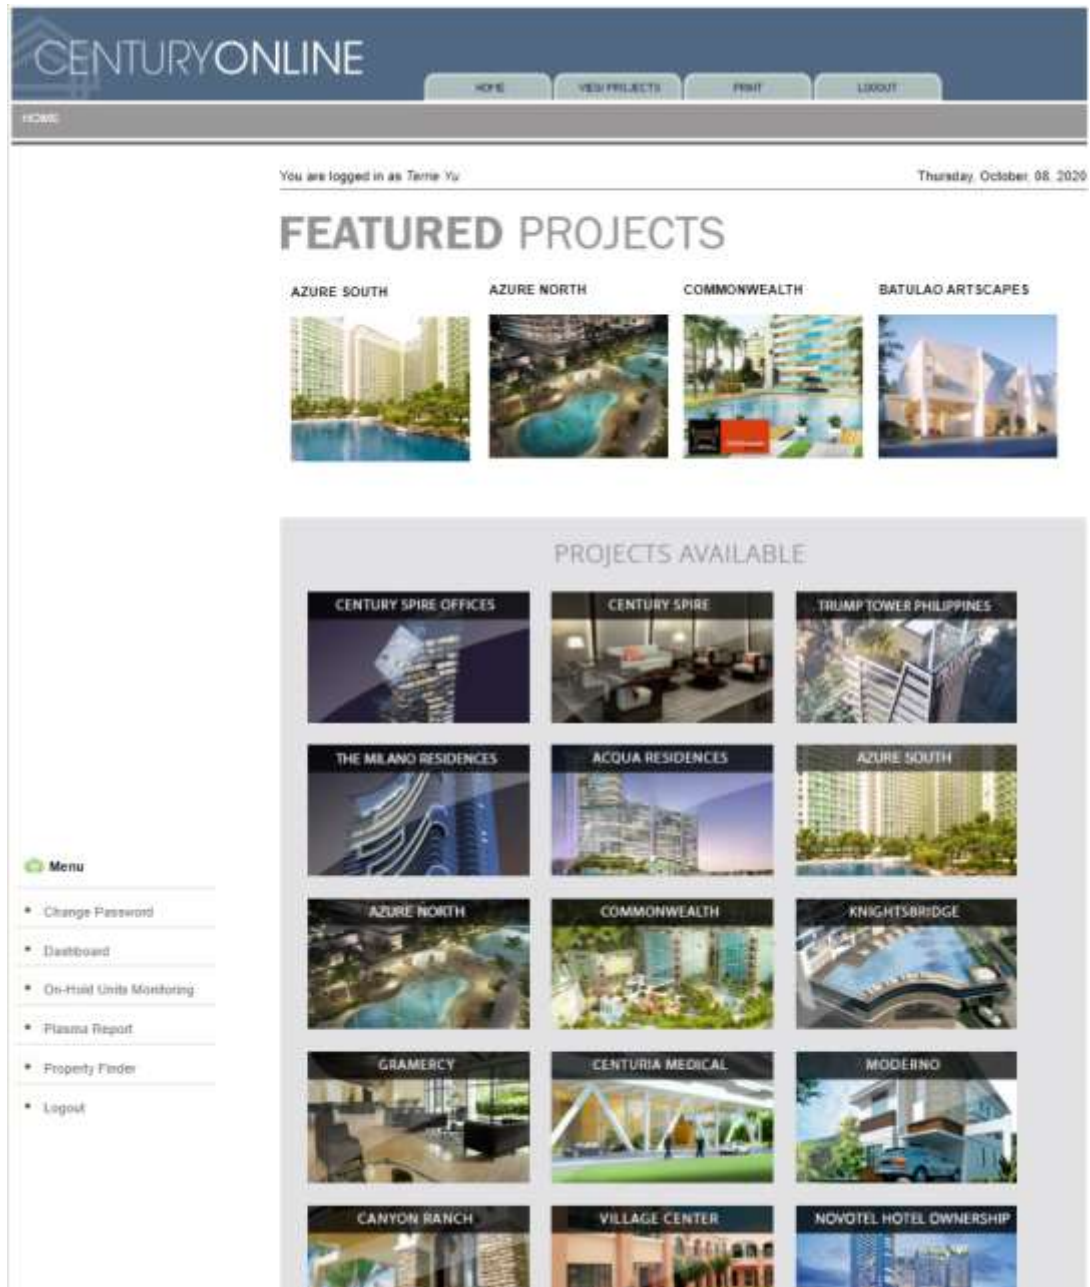 CENTURYONLINE
HOME VIEW PROJECTS PRINT LOGOUT
HOME
You are logged in as Terrie Yu Thursday, October, 08, 2020
FEATURED PROJECTS
AZURE SOUTH AZURE NORTH COMMONWEALTH BATULAO ARTSCAPES
PROJECTS AVAILABLE
CENTURY SPIRE OFFICES CENTURY SPIRE TRUMP TOWER PHILIPPINES
THE MILANO RESIDENCES ACQUA RESIDENCES AZURE SOUTH
Menu
Change Password
Dashboard
On-Hold Units Monitoring
Plasma Report
Property Finder
Logout
AZURE NORTH COMMONWEALTH KNIGHTSBRIDGE
GRAMERCY CENTURIA MEDICAL MODERNO
CANYON RANCH VILLAGE CENTER NOVOTEL HOTEL OWNERSHIP